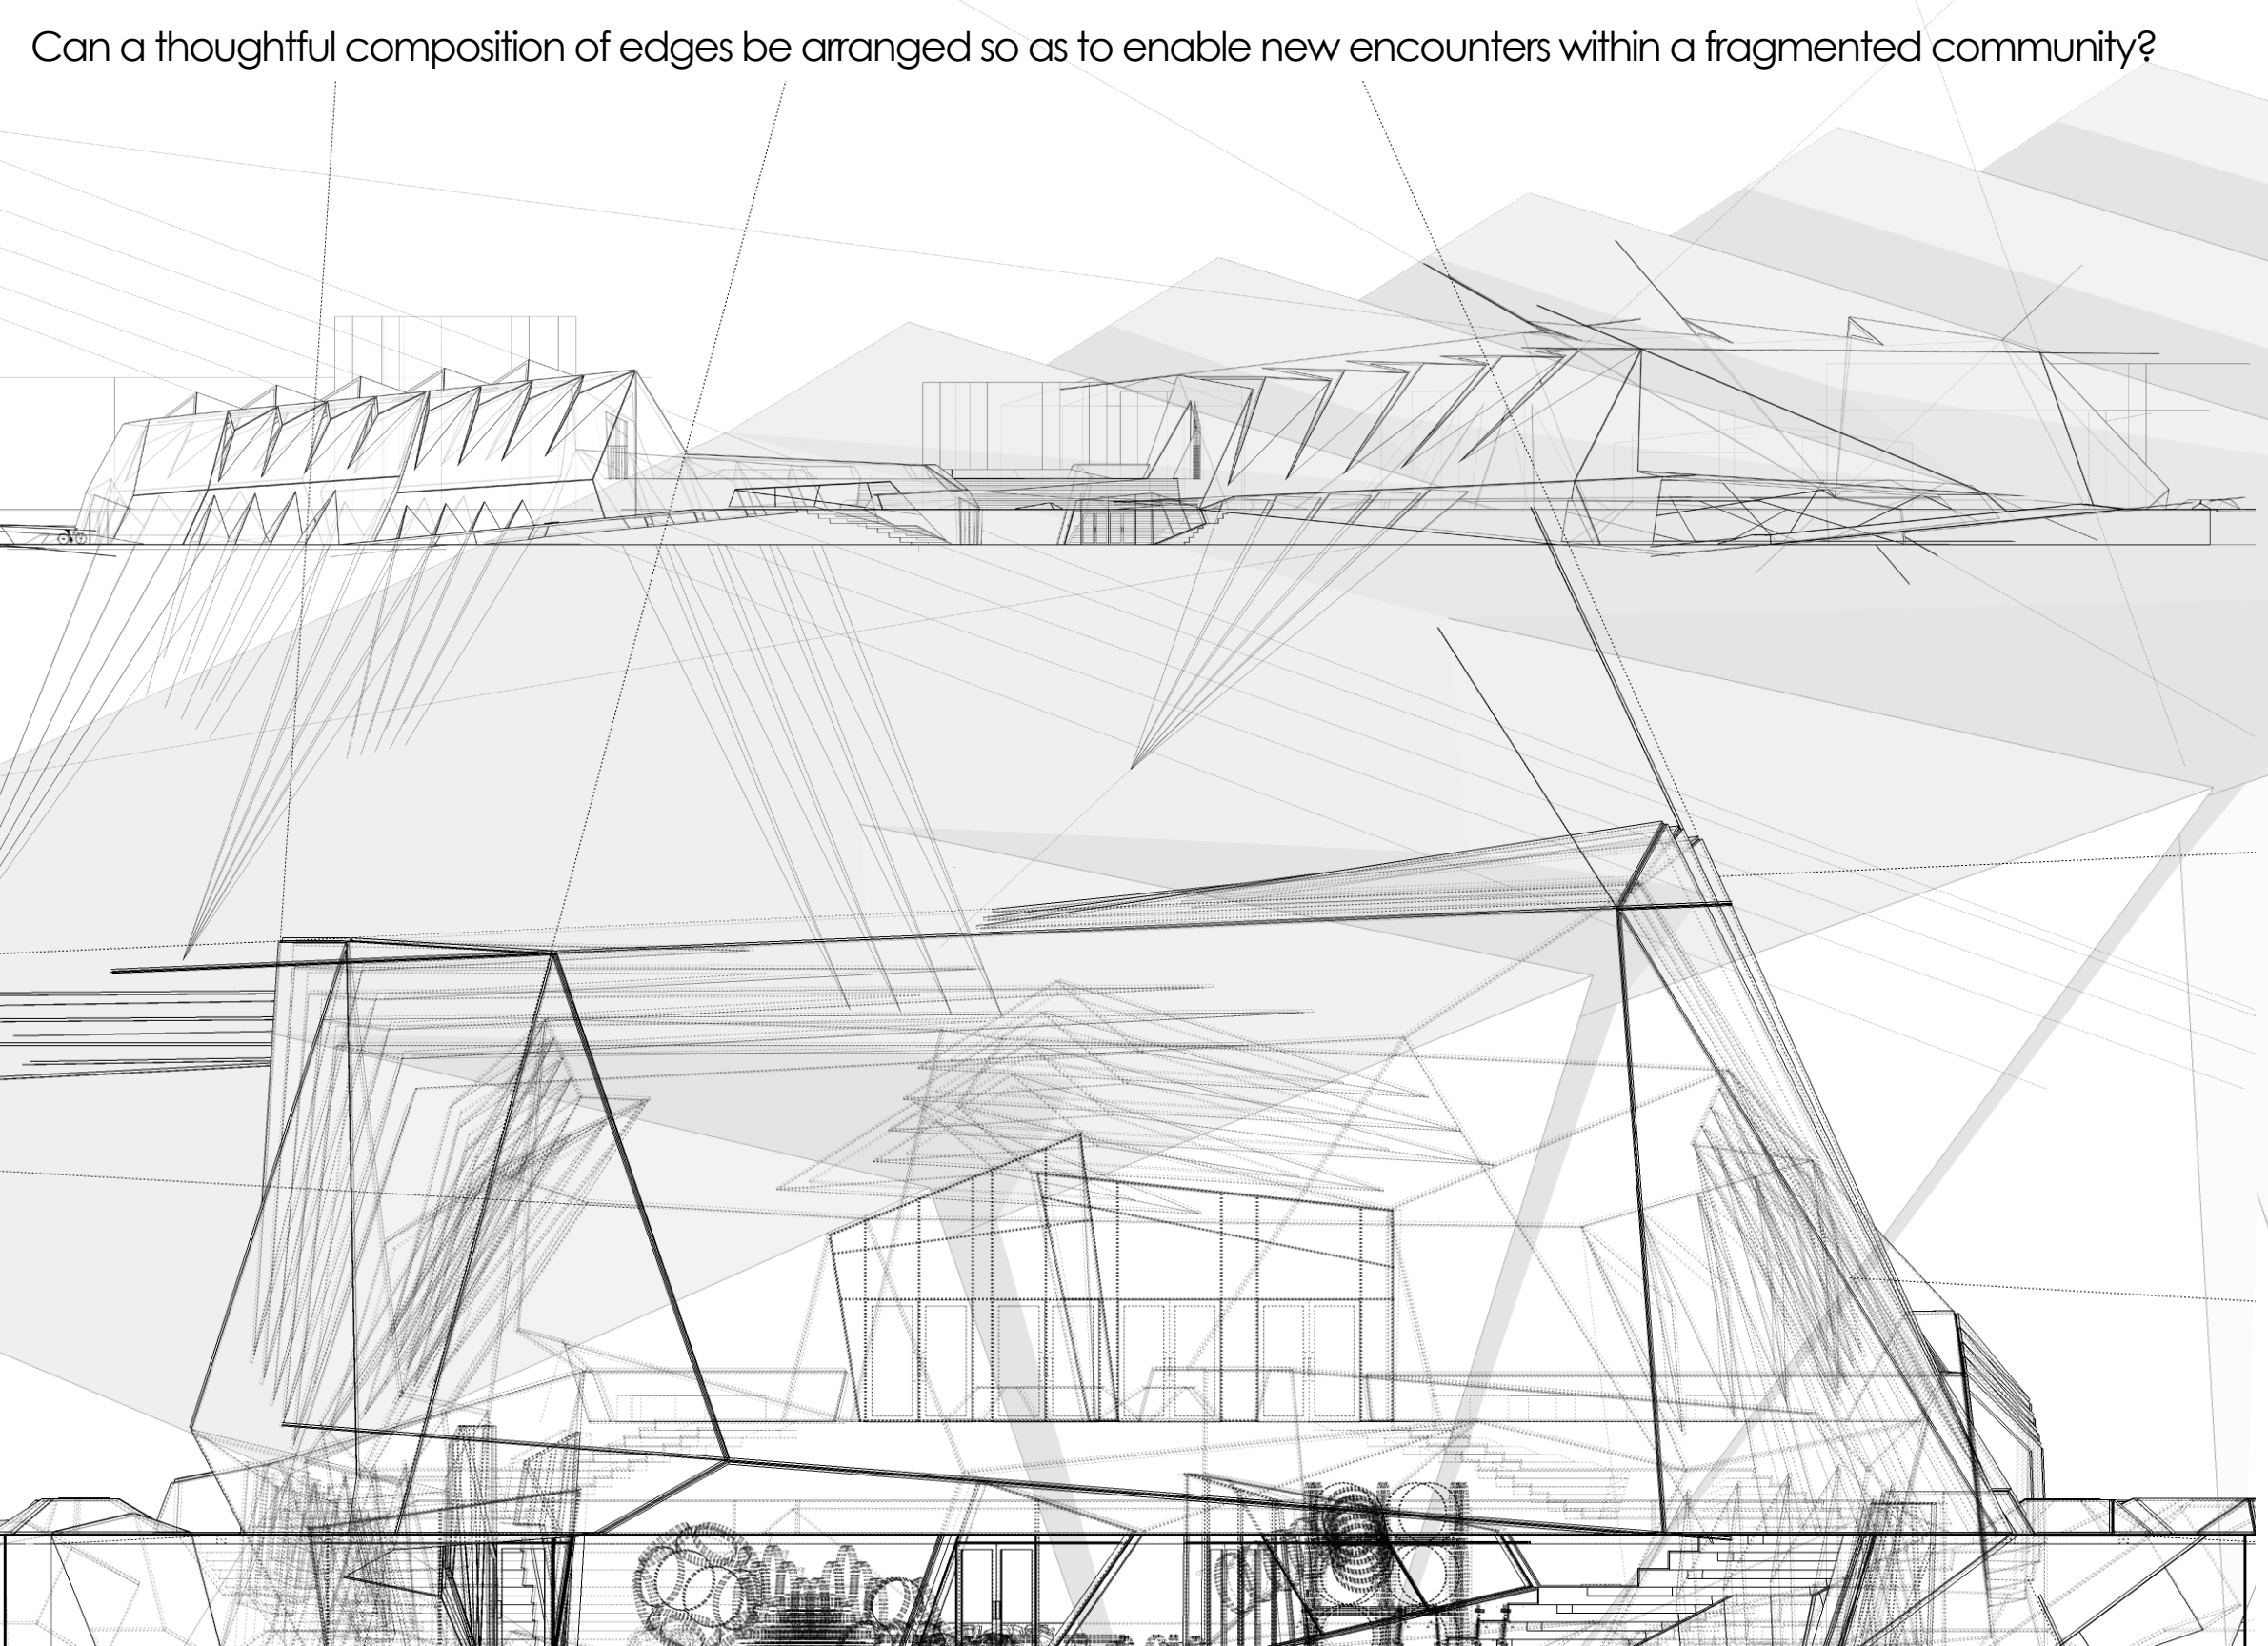 Can a thoughtful composition of edges be arranged so as to enable new encounters within a fragmented community?